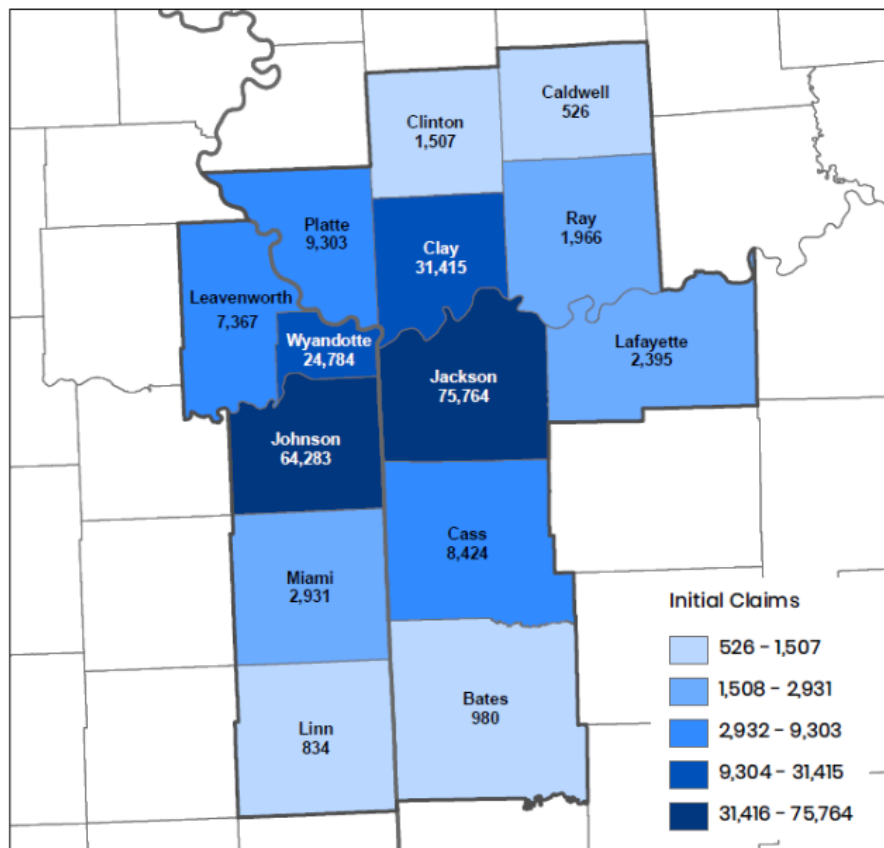 Caldwell
526
Clinton
1,507
Platte
9,303
Clay
31,415
Ray
1,966
Leavenworth
7,367
Wyandotte
24,784
Lafayette
2,395
Jackson
75,764
Johnson
64,283
Cass
8,424
Miami
2,931
Bates
980
Linn
834
Initial Claims
526 - 1,507
1,508 - 2,931
2,932 - 9,303
9,304 - 31,415
31,416 - 75,764